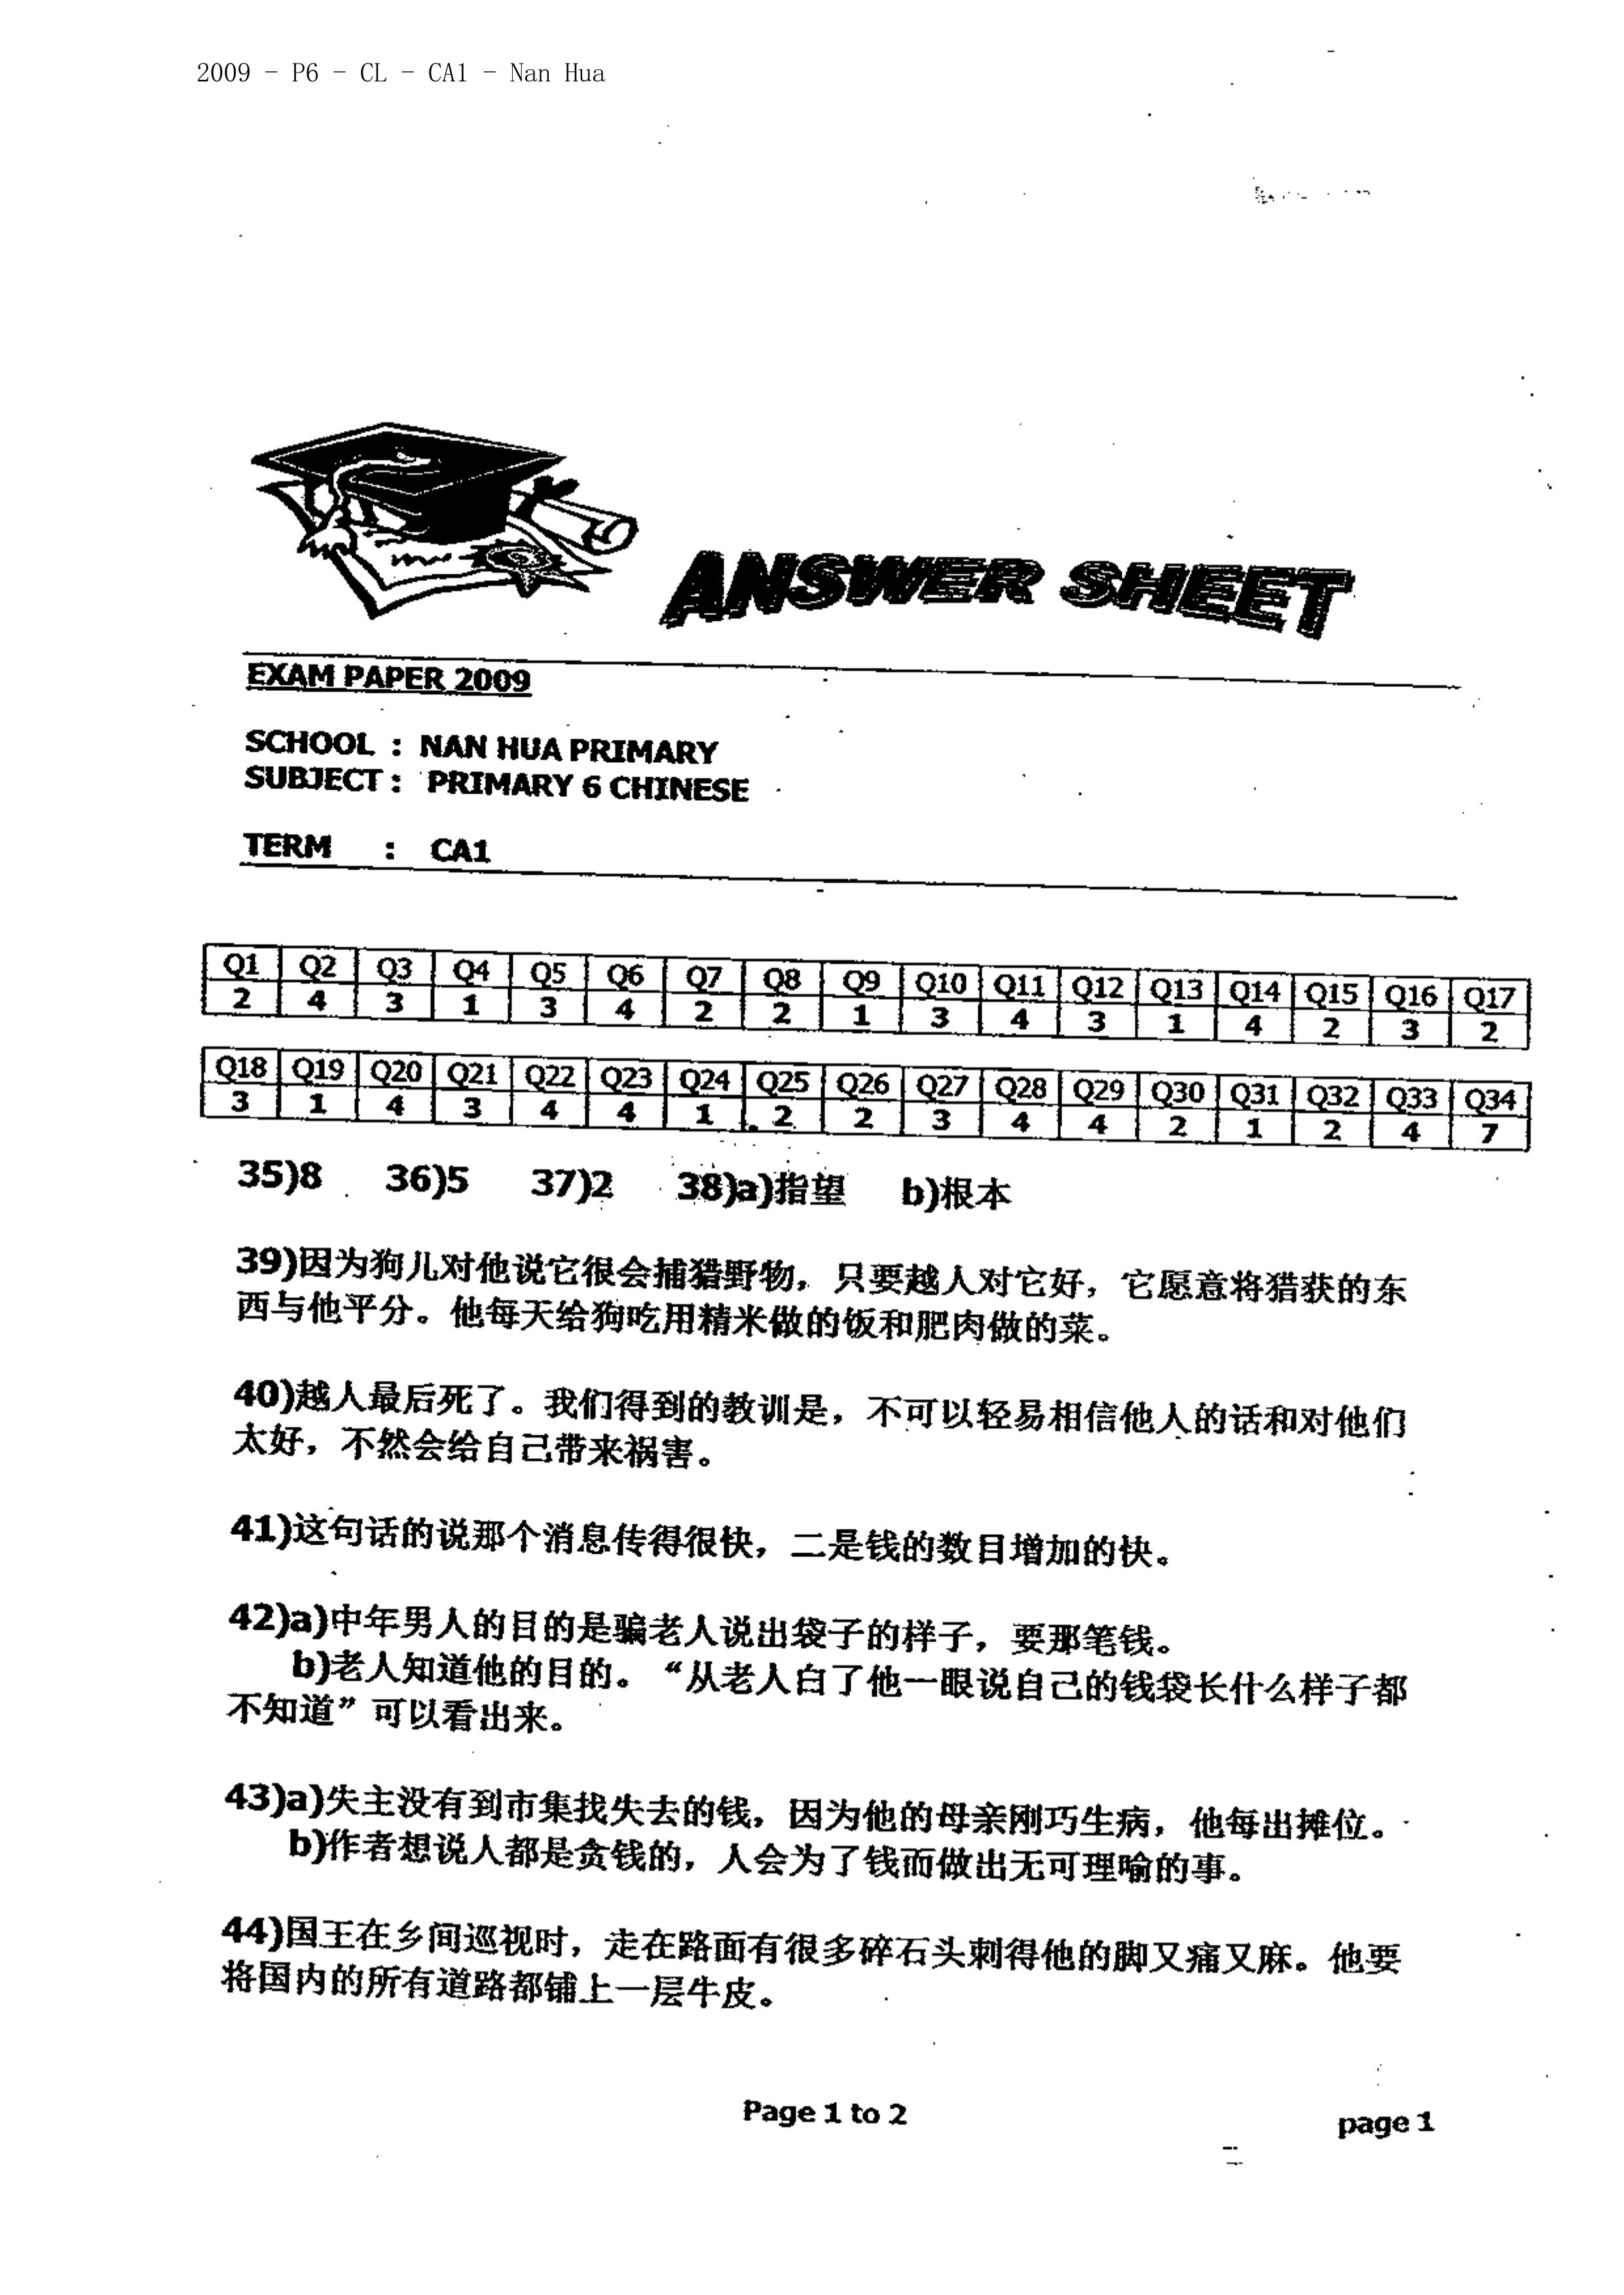 2009 - P6 - CL - CA1 - Nan Hua
ANSWER SHEET
EXAM PAPER 2009
SCHOOL : NAN HUA PRIMARY
SUBJECT : PRIMARY 6 CHINESE
TERM : CA1
Q1 Q2 Q3 Q4 Q5 Q6 Q7 Q8 Q9 Q10 Q11 Q12 Q13 Q14 Q15 Q16 Q17
2 4 3 1 3 4 2 2 1 3 4 3 1 4 2 3 2
Q18 Q19 Q20 Q21 Q22 Q23 Q24 Q25 Q26 Q27 Q28 Q29 Q30 Q31 Q32 Q33 Q34
3 1 4 3 4 4 1 2 2 3 4 4 2 1 2 4 7
35)8 36)5 37)2 38)a)指望 b)根本
39)因为狗儿对他说它很会捕猎野物，只要越人对它好，它愿意将猎获的东
西与他平分。他每天给狗吃用精米做的饭和肥肉做的菜。
40)越人最后死了。我们得到的教训是，不可以轻易相信他人的话和对他们
太好，不然会给自己带来祸害。
41)这句话的说那个消息传得很快，二是钱的数目增加的快。
42)a)中年男人的目的是骗老人说出袋子的样子，要那笔钱。
b)老人知道他的目的。“从老人白了他一眼说自己的钱袋长什么样子都
不知道”可以看出来。
43)a)失主没有到市集找失去的钱，因为他的母亲刚巧生病，他每出摊位。
b)作者想说人都是贪钱的，人会为了钱而做出无可理喻的事。
44)国王在乡间巡视时，走在路面有很多碎石头刺得他的脚又痛又麻。他要
将国内的所有道路都铺上一层牛皮。
Page 1 to 2
page 1